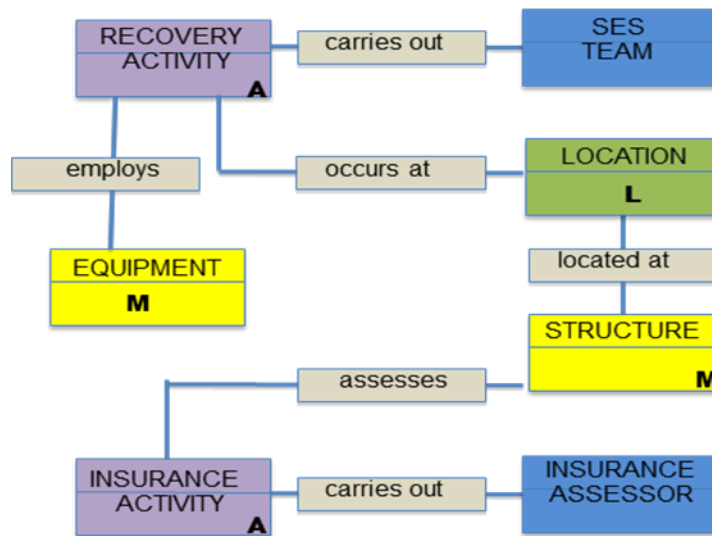 RECOVERY
ACTIVITY
A
carries out
SES
TEAM
employs
occurs at
LOCATION
L
EQUIPMENT
M
located at
STRUCTURE
M
assesses
INSURANCE
ACTIVITY
A
carries out
INSURANCE
ASSESSOR